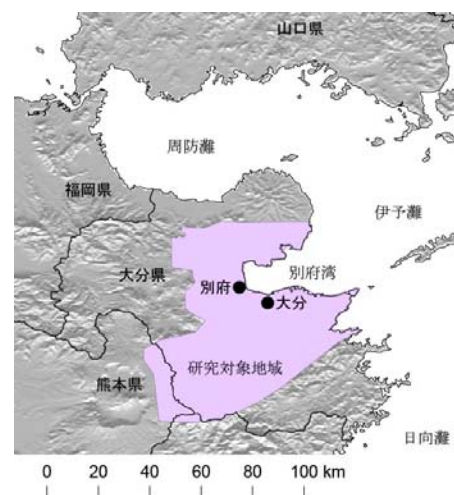 山口県
周防灘
福岡県
伊予灘
大分県
別府湾
別府
大分
研究対象地域
熊本県
日向灘
0 20 40 60 80 100 km